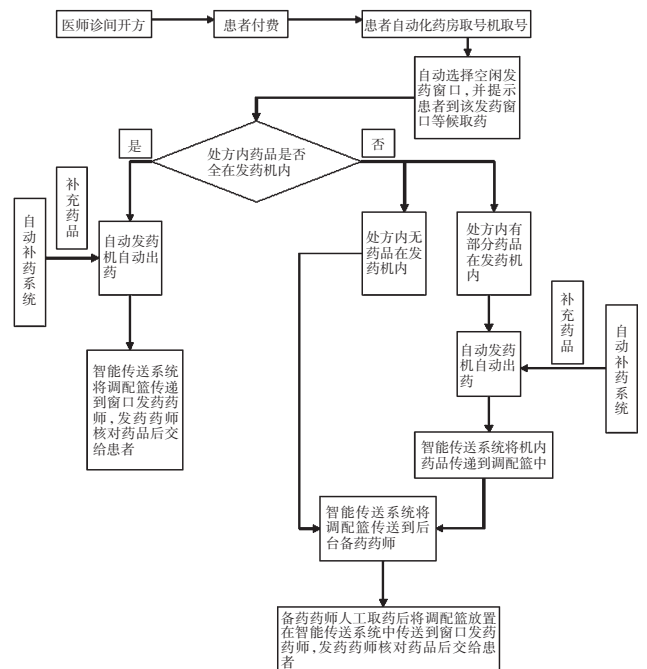 医师诊间开方
患者付费
患者自动化药房取号机取号
自动选择空闲发
药窗口,并提示
患者到该发药窗
口等候取药
是
处方内药品是否
全在发药机内
否
补充药品
自动补药系统
自动发药
机自动出
药
处方内无
药品在发
药机内
处方内有
部分药品
在发药机
内
补充药品
自动补药系统
自动发药
机自动出
药
智能传送系统
将调配篮传递
到窗口发药药
师,发药药师
核对药品后交
给患者
智能传送系统将机内
药品传递到调配篮中
智能传送系统将
调配篮传送到后
台备药药师
备药药师人工取药后将调配篮放置
在智能传送系统中传送到窗口发药
药师,发药药师核对药品后交给患
者